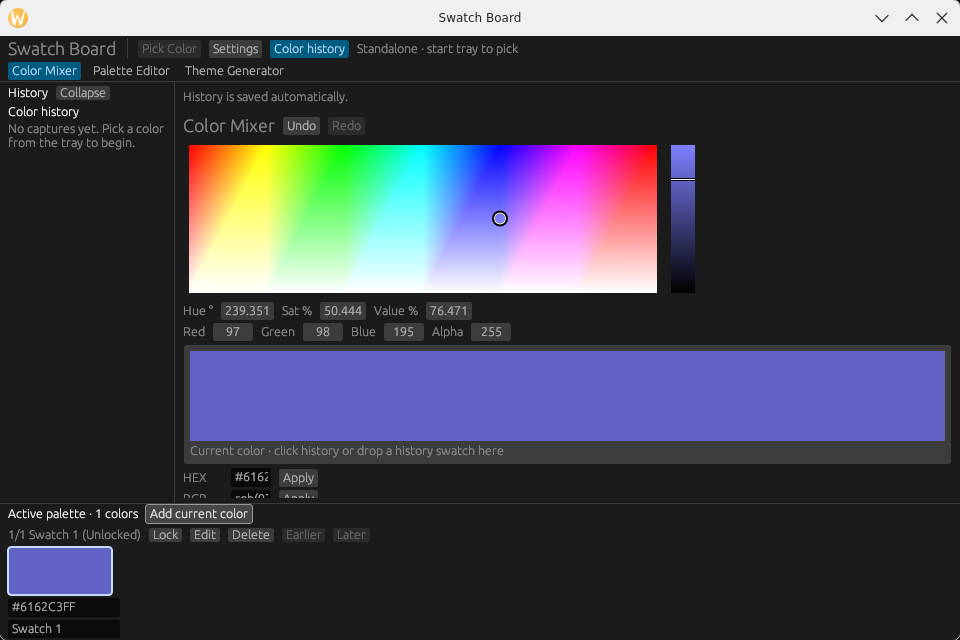 Swatch Board
Swatch Board Pick Color Settings Color history Standalone · start tray to pick
Color Mixer Palette Editor Theme Generator
History Collapse
Color history
No captures yet. Pick a color
from the tray to begin.
History is saved automatically.
Color Mixer Undo Redo
Hue ° 239.351 Sat % 50.444 Value % 76.471
Red 97 Green 98 Blue 195 Alpha 255
Current color · click history or drop a history swatch here
HEX #6162 Apply
Active palette · 1 colors Add current color
1/1 Swatch 1 (Unlocked) Lock Edit Delete Earlier Later
#6162C3FF
Swatch 1